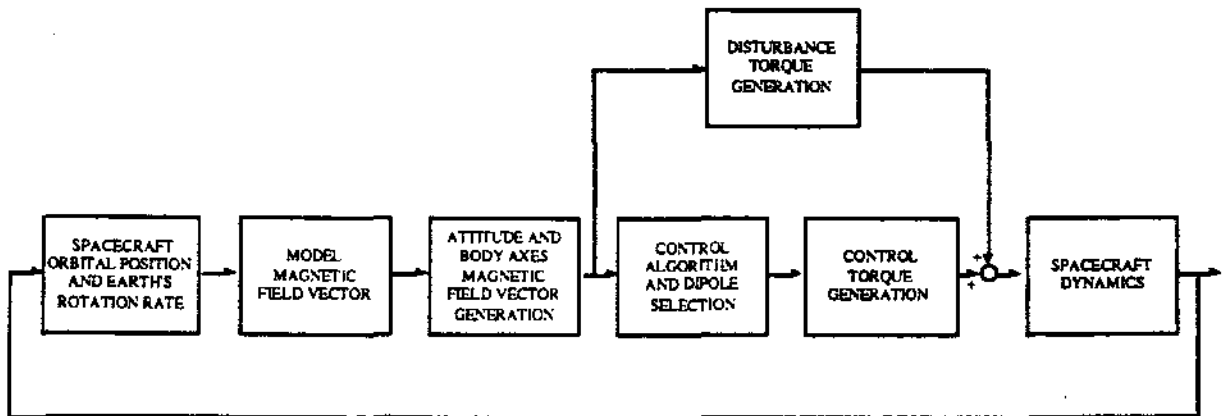 DISTURBANCE
TORQUE
GENERATION
SPACECRAFT
ORBITAL POSITION
AND EARTH'S
ROTATION RATE
MODEL
MAGNETIC
FIELD VECTOR
ATTITUDE AND
BODY AXES
MAGNETIC
FIELD VECTOR
GENERATION
CONTROL
ALGORITHM
AND DIPOLE
SELECTION
CONTROL
TORQUE
GENERATION
+
+
SPACECRAFT
DYNAMICS